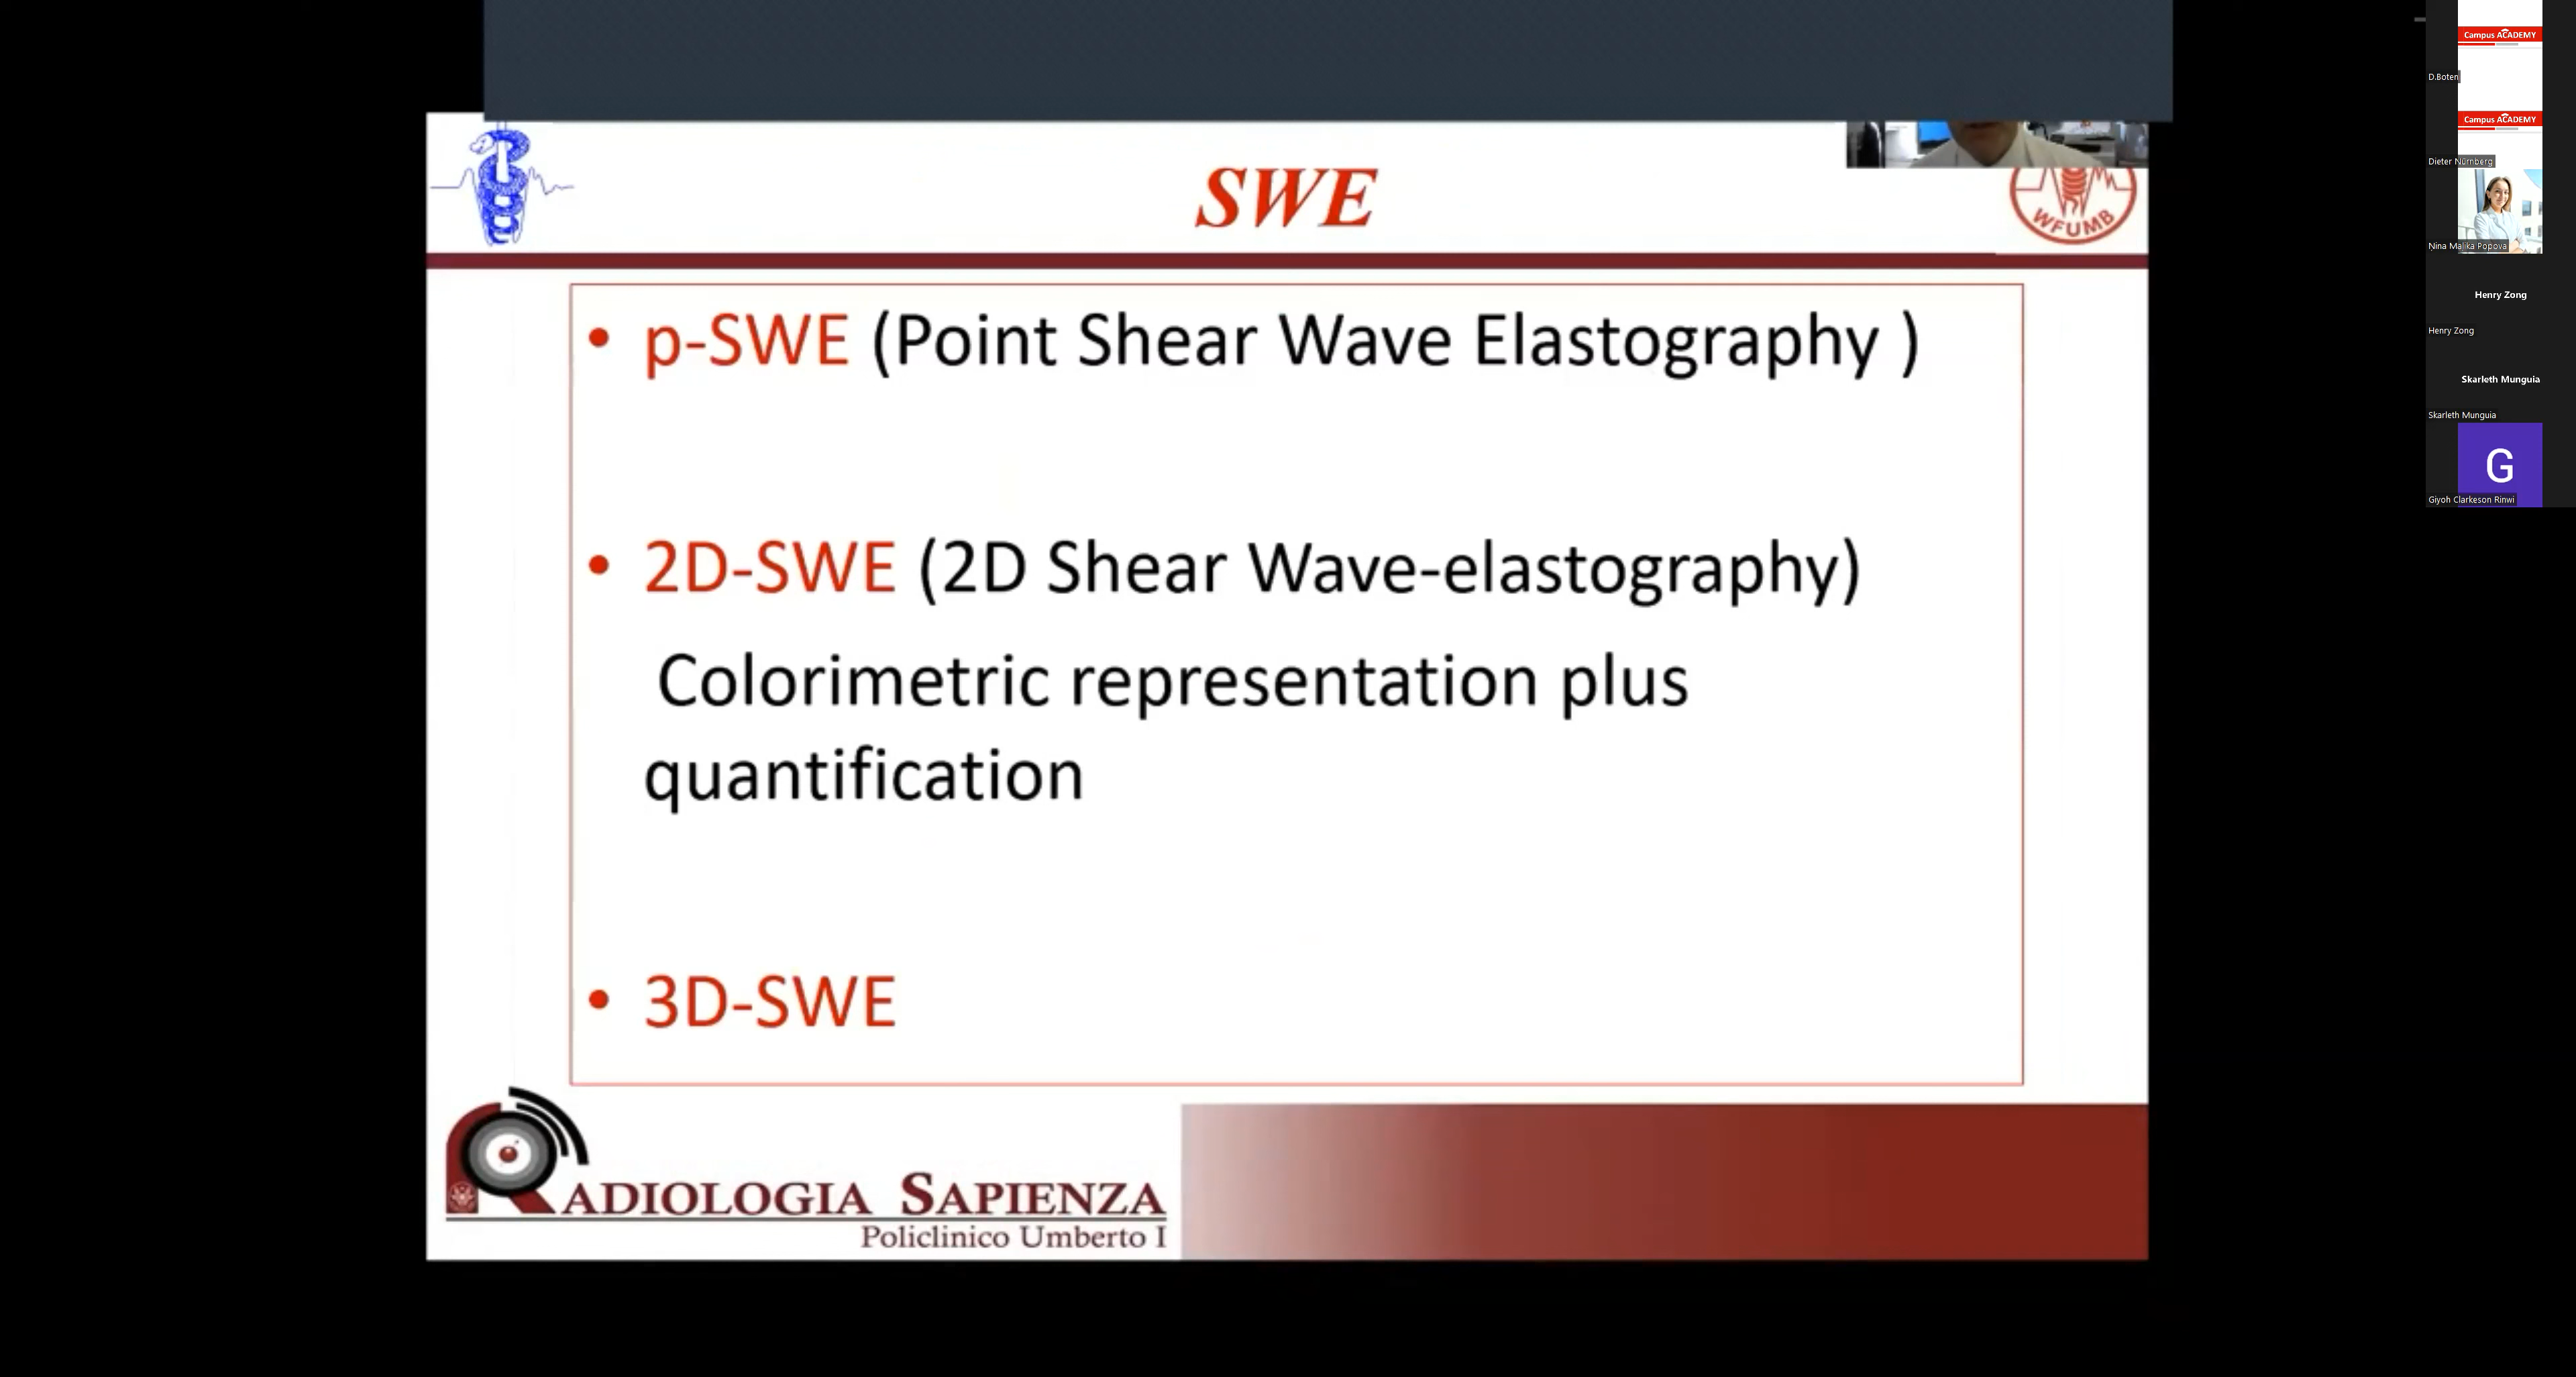 SWE
WFUMB
• p-SWE (Point Shear Wave Elastography )
• 2D-SWE (2D Shear Wave-elastography)
Colorimetric representation plus
quantification
• 3D-SWE
RADIOLOGIA SAPIENZA
Policlinico Umberto I
Campus ACADEMY
D.Boten
Campus ACADEMY
Dieter Nürnberg
Nina Malika Popova
Henry Zong
Henry Zong
Skarleth Munguia
Skarleth Munguia
G
Giyoh Clarkeson Rinwi